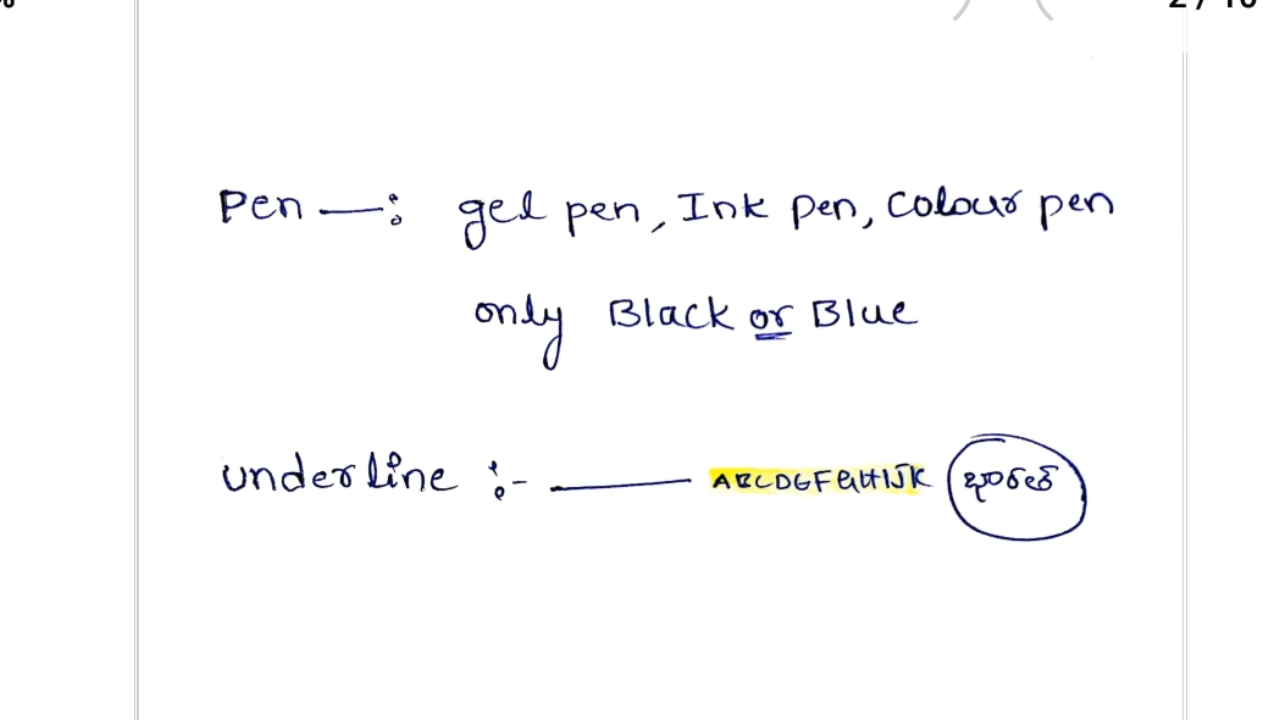 Pen —: gel pen, Ink pen, Colour pen
only Black or Blue
underline :- ——— ABCDGFGHIJK